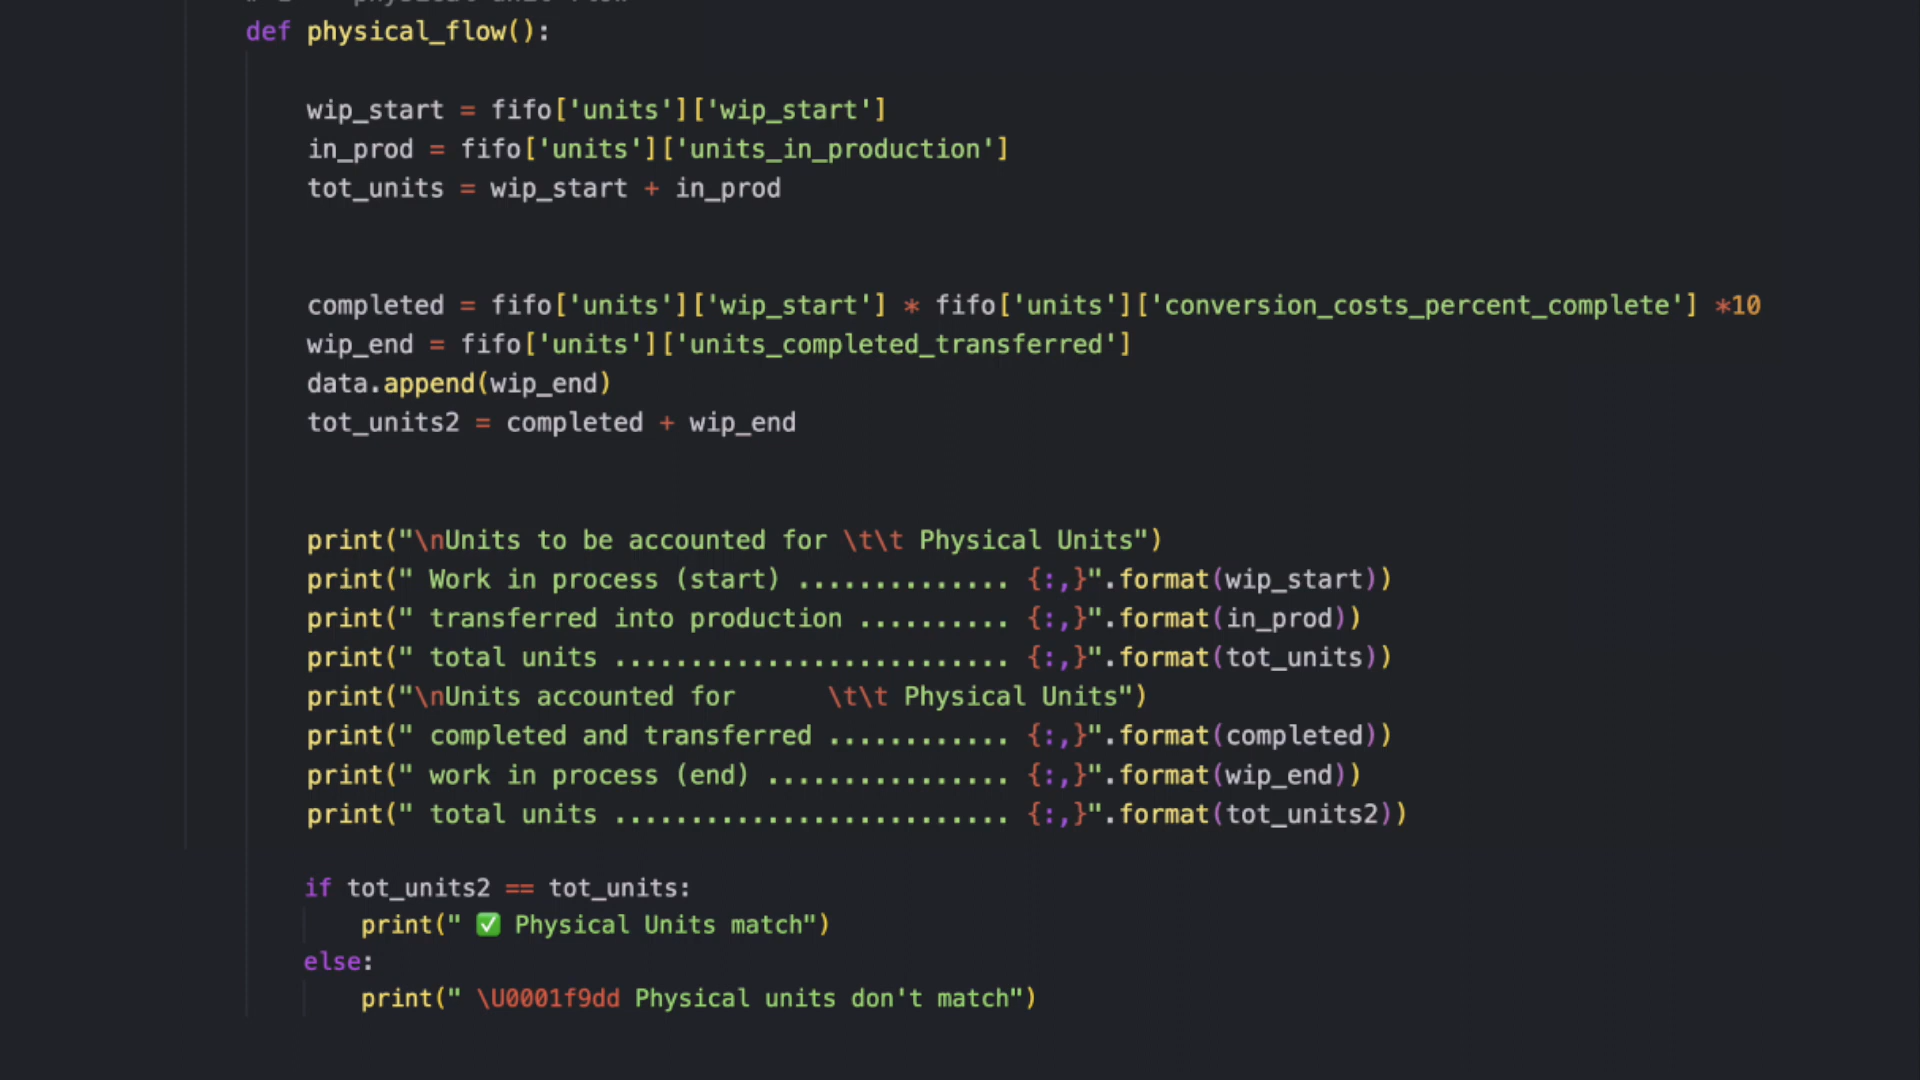 def physical_flow():
wip_start = fifo['units']['wip_start']
in_prod = fifo['units']['units_in_production']
tot_units = wip_start + in_prod
completed = fifo['units']['wip_start'] * fifo['units']['conversion_costs_percent_complete'] *10
wip_end = fifo['units']['units_completed_transferred']
data.append(wip_end)
tot_units2 = completed + wip_end
print("\nUnits to be accounted for \t\t Physical Units")
print(" Work in process (start) .............. {:,}".format(wip_start))
print(" transferred into production .......... {:,}".format(in_prod))
print(" total units .......................... {:,}".format(tot_units))
print("\nUnits accounted for      \t\t Physical Units")
print(" completed and transferred ............ {:,}".format(completed))
print(" work in process (end) ................ {:,}".format(wip_end))
print(" total units .......................... {:,}".format(tot_units2))
if tot_units2 == tot_units:
print(" ✅ Physical Units match")
else:
print(" \U0001f9dd Physical units don't match")